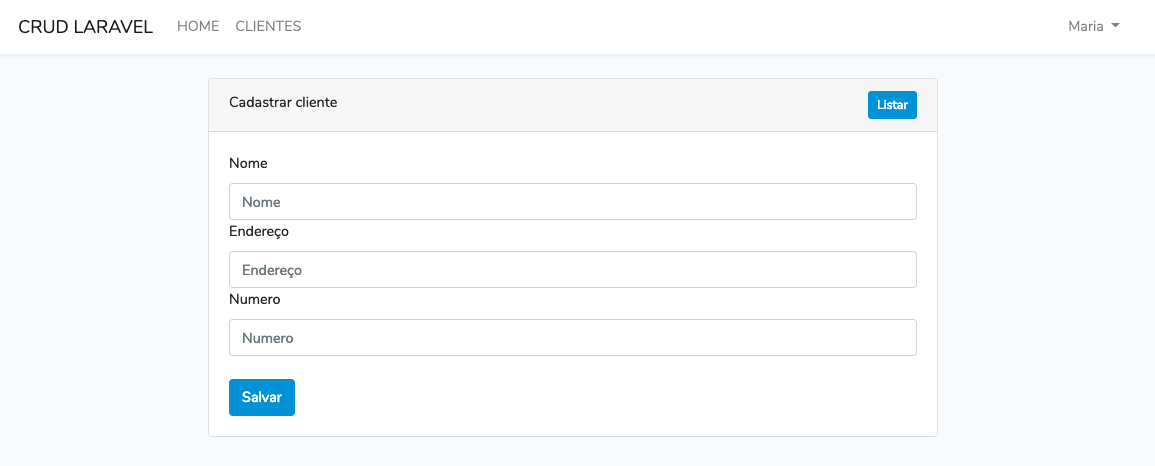 CRUD LARAVEL HOME CLIENTES Maria
Cadastrar cliente Listar
Nome
Nome
Endereço
Endereço
Numero
Numero
Salvar